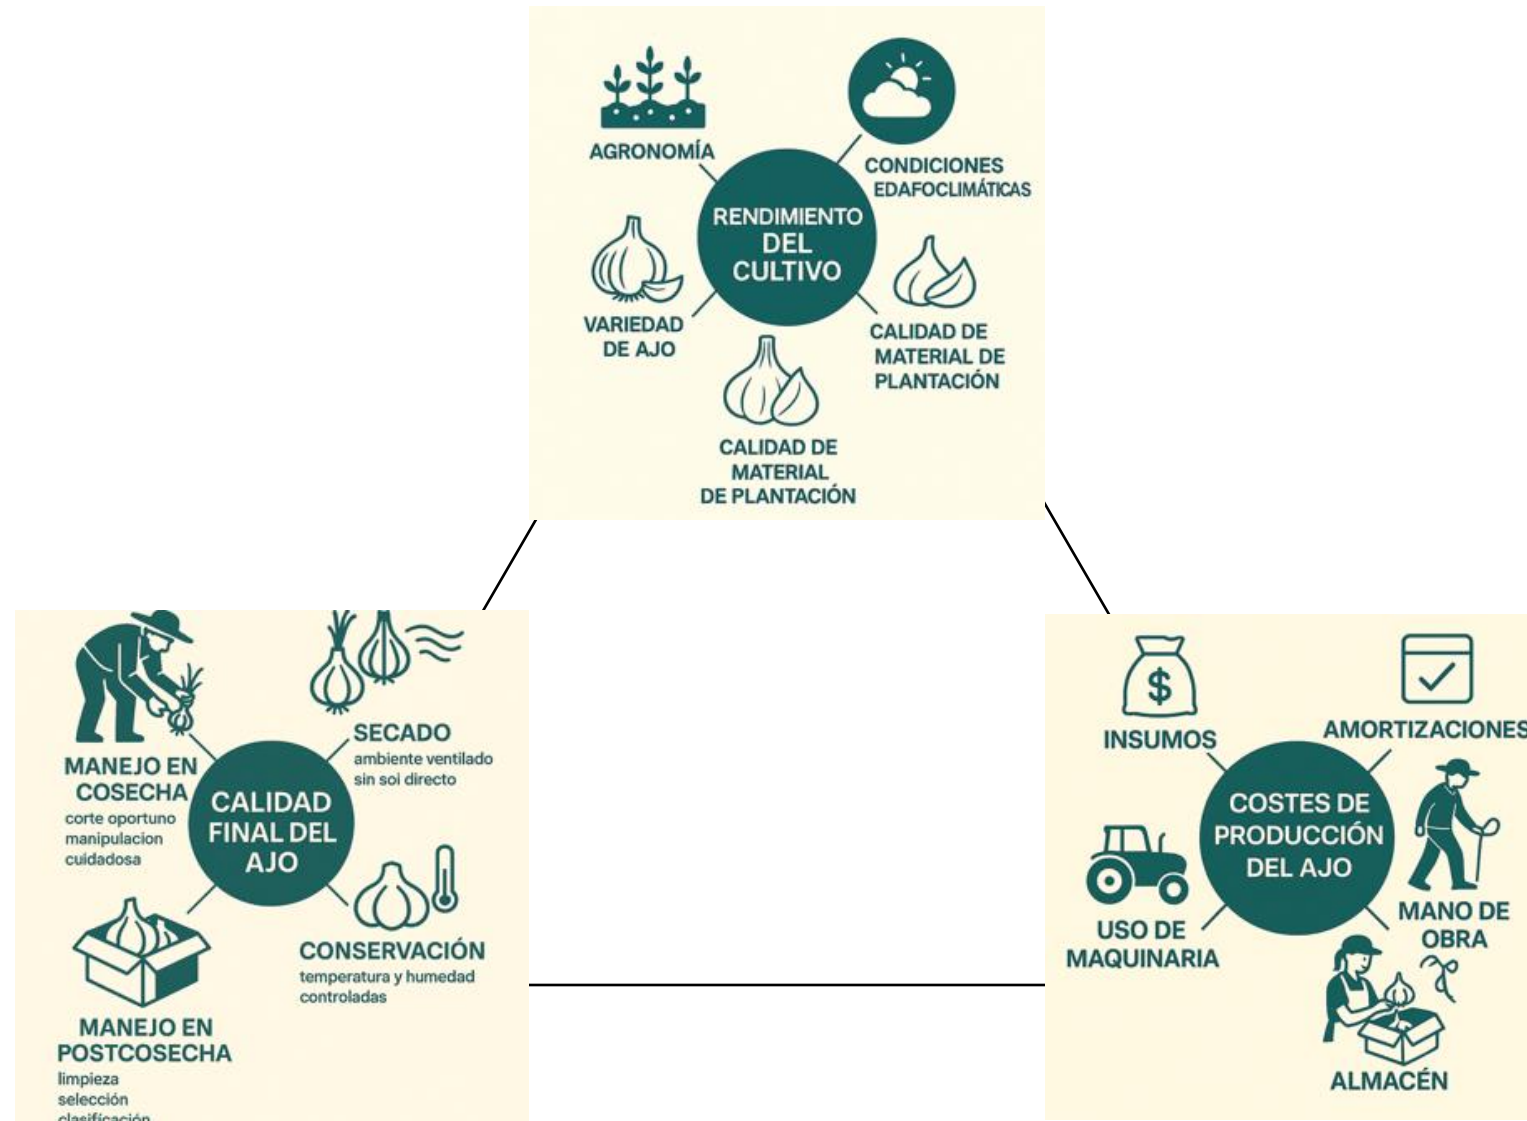 AGRONOMÍA
CONDICIONES
EDAFOCLIMÁTICAS
RENDIMIENTO
DEL
CULTIVO
VARIEDAD
DE AJO
CALIDAD DE
MATERIAL DE
PLANTACIÓN
CALIDAD DE
MATERIAL
DE PLANTACIÓN
SECADO
ambiente ventilado
sin soi directo
MANEJO EN
COSECHA
corte oportuno
manipulacion
cuidadosa
CALIDAD
FINAL DEL
AJO
CONSERVACIÓN
temperatura y humedad
controladas
MANEJO EN
POSTCOSECHA
limpieza
selección
clasificación
$
INSUMOS
AMORTIZACIONES
COSTES DE
PRODUCCIÓN
DEL AJO
USO DE
MAQUINARIA
MANO DE
OBRA
ALMACÉN